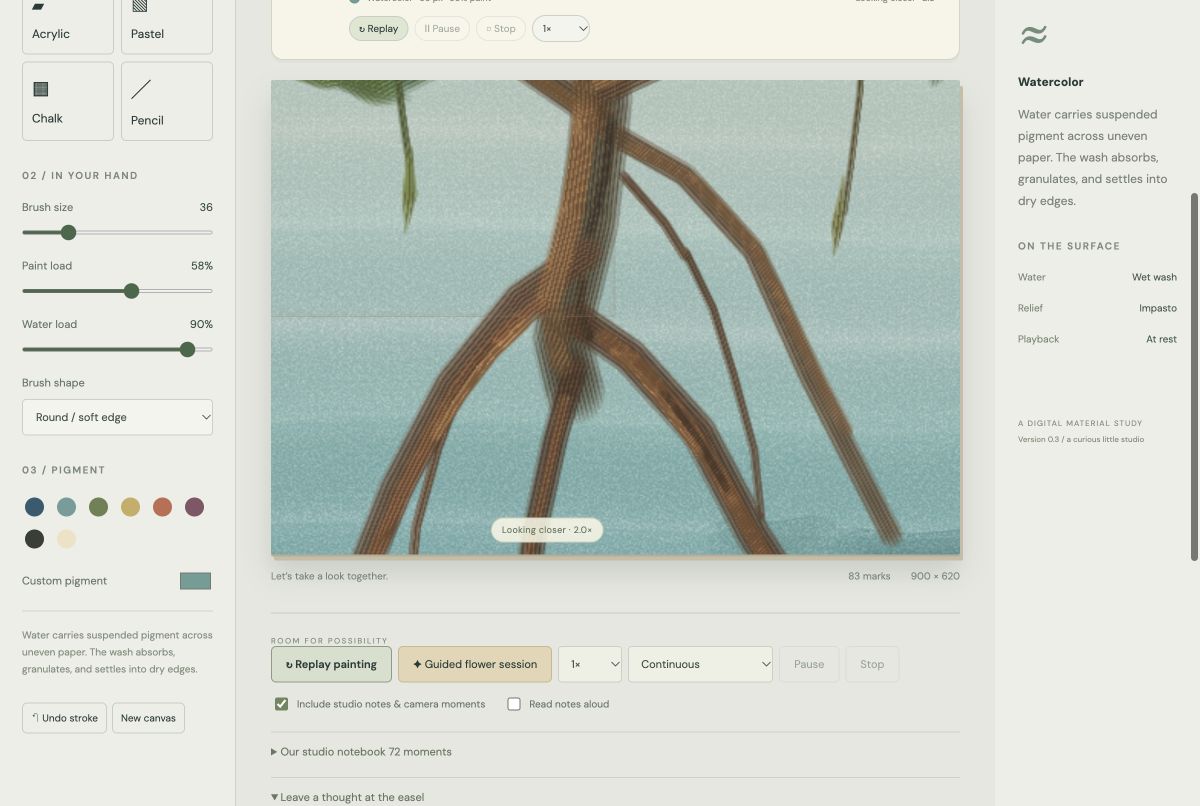 Acrylic
Pastel
Chalk
Pencil
02 / IN YOUR HAND
Brush size 36
Paint load 58%
Water load 90%
Brush shape
Round / soft edge
03 / PIGMENT
Custom pigment
Water carries suspended pigment across
uneven paper. The wash absorbs,
granulates, and settles into dry edges.
Undo stroke
New canvas
↻ Replay
II Pause
Stop
1×
Looking closer · 2.0×
Let's take a look together.
83 marks
900 × 620
ROOM FOR POSSIBILITY
↻ Replay painting
✦ Guided flower session
1×
Continuous
Pause
Stop
Include studio notes & camera moments
Read notes aloud
▶ Our studio notebook 72 moments
▼ Leave a thought at the easel
Watercolor
Water carries suspended
pigment across uneven
paper. The wash absorbs,
granulates, and settles into
dry edges.
ON THE SURFACE
Water Wet wash
Relief Impasto
Playback At rest
A DIGITAL MATERIAL STUDY
Version 0.3 / a curious little studio